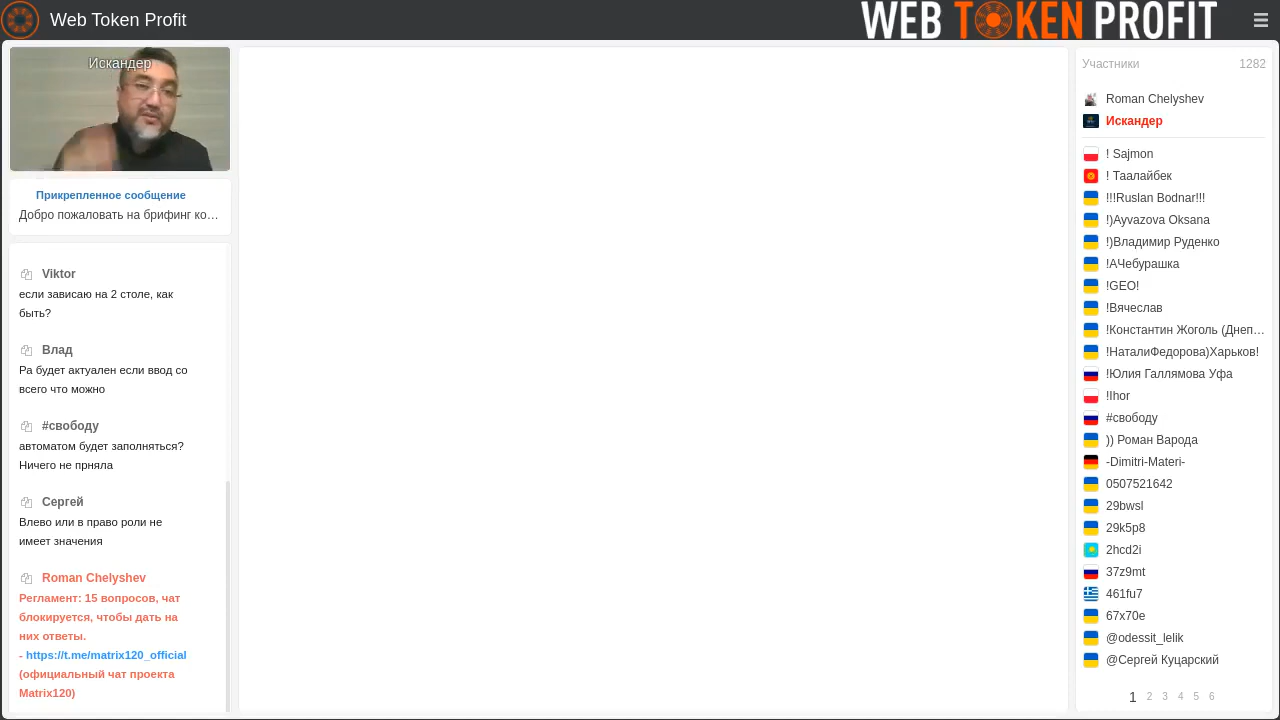 Web Token Profit
WEB TOKEN PROFIT
Искандер
Прикрепленное сообщение
Добро пожаловать на брифинг ко…
Viktor
если зависаю на 2 столе, как
быть?
Влад
Ра будет актуален если ввод со
всего что можно
#свободу
автоматом будет заполняться?
Ничего не прняла
Сергей
Влево или в право роли не
имеет значения
Roman Chelyshev
Регламент: 15 вопросов, чат
блокируется, чтобы дать на
них ответы.
- https://t.me/matrix120_official
(официальный чат проекта
Matrix120)
Участники 1282
Roman Chelyshev
Искандер
! Sajmon
! Таалайбек
!!!Ruslan Bodnar!!!
!)Ayvazova Oksana
!)Владимир Руденко
!АЧебурашка
!GEO!
!Вячеслав
!Константин Жоголь (Днеп…
!НаталиФедорова)Харьков!
!Юлия Галлямова Уфа
!Ihor
#свободу
)) Роман Варода
-Dimitri-Materi-
0507521642
29bwsl
29k5p8
2hcd2i
37z9mt
461fu7
67x70e
@odessit_lelik
@Сергей Куцарский
1 2 3 4 5 6